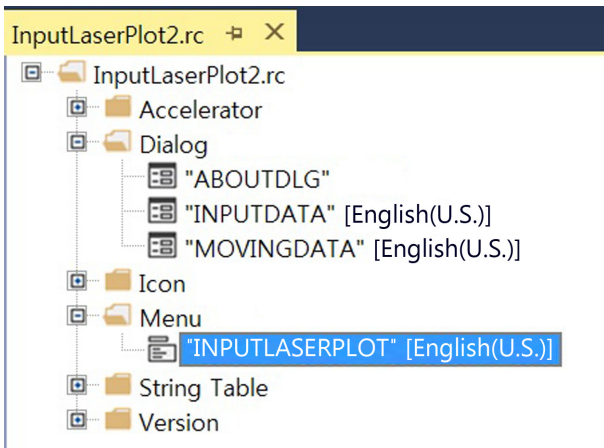 InputLaserPlot2.rc
InputLaserPlot2.rc
Accelerator
Dialog
"ABOUTDLG"
"INPUTDATA" [English(U.S.)]
"MOVINGDATA" [English(U.S.)]
Icon
Menu
"INPUTLASERPLOT" [English(U.S.)]
String Table
Version